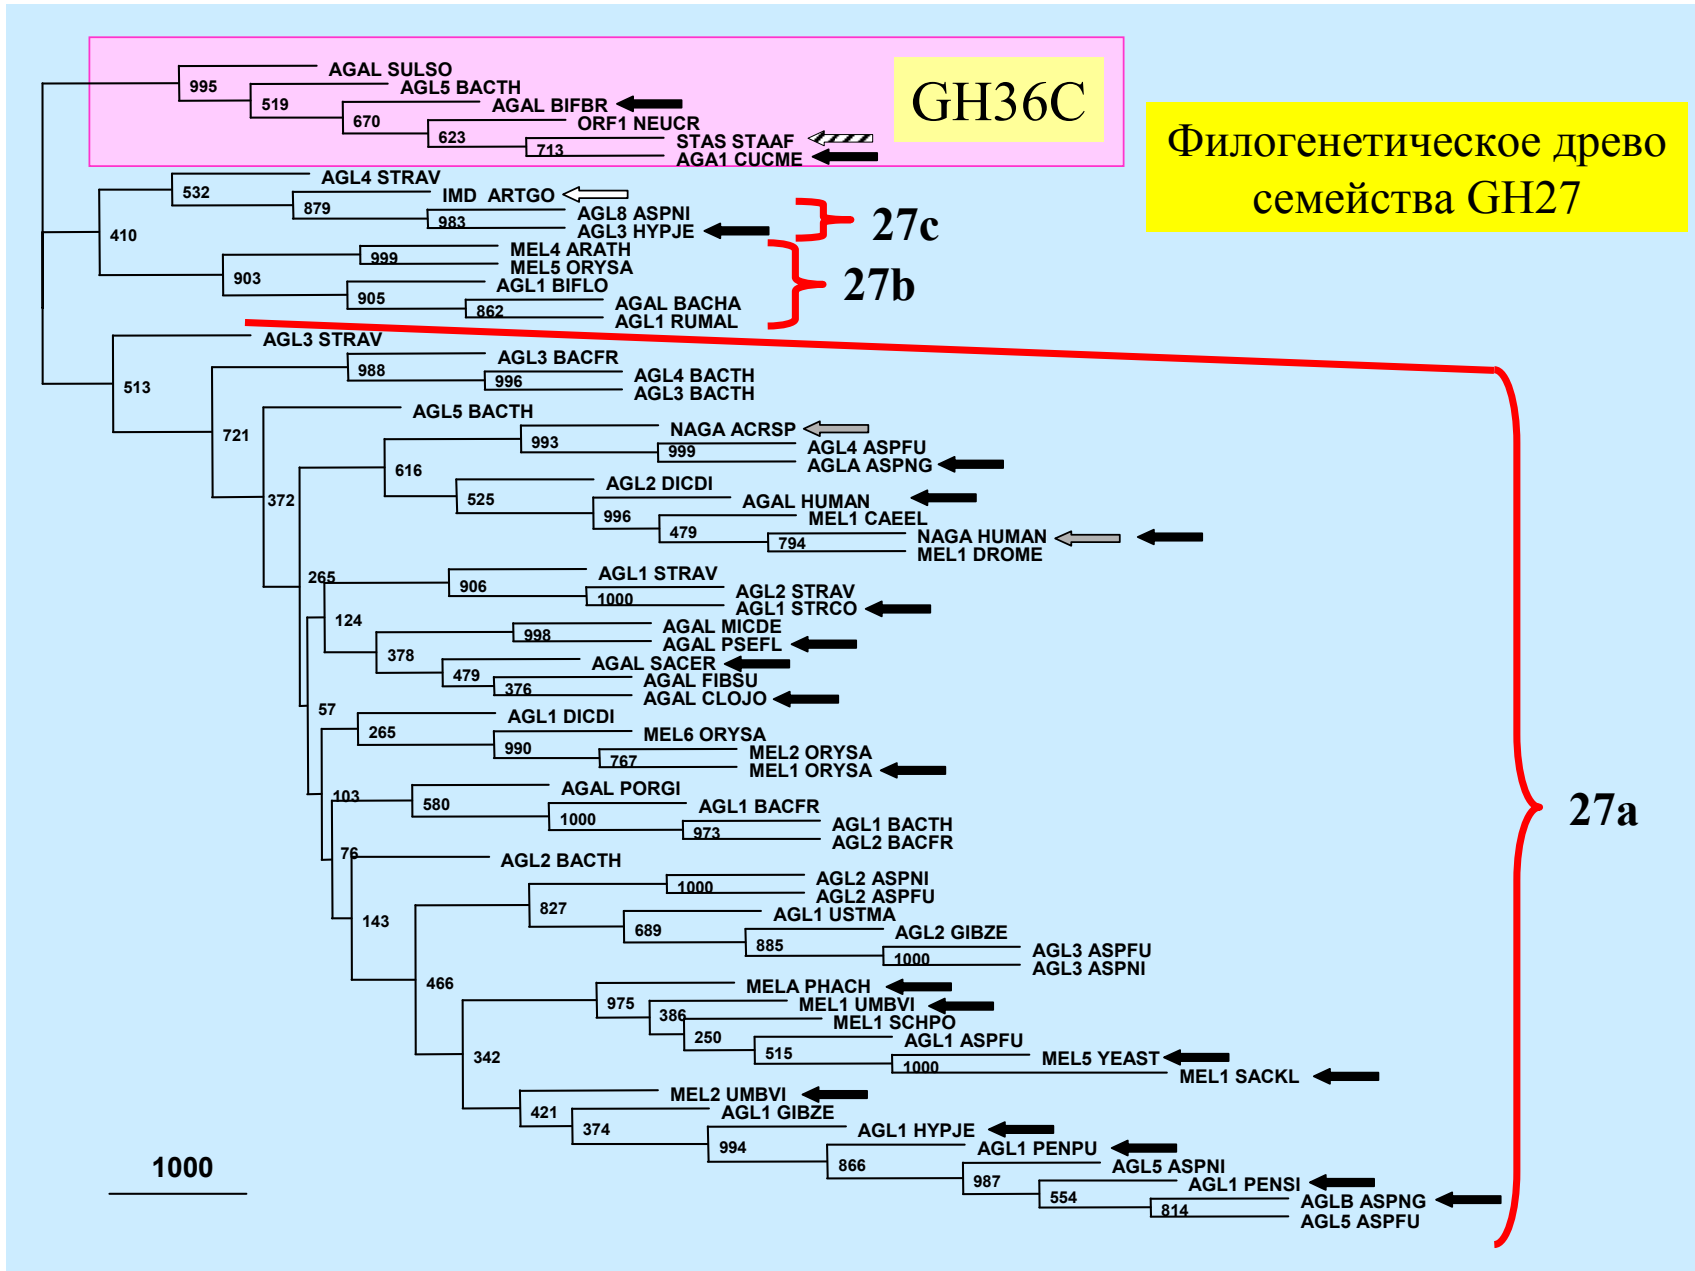 AGAL SULSO
995
AGL5 BACTH
519
AGAL BIFBR
670
ORF1 NEUCR
623
STAS STAAF
713
AGA1 CUCME
GH36C
Филогенетическое древо
семейства GH27
AGL4 STRAV
532
IMD ARTGO
879
AGL8 ASPNI
983
AGL3 HYPJE
27c
410
MEL4 ARATH
999
MEL5 ORYSA
903
AGL1 BIFLO
905
AGAL BACHA
862
AGL1 RUMAL
27b
AGL3 STRAV
513
AGL3 BACFR
988
AGL4 BACTH
996
AGL3 BACTH
721
AGL5 BACTH
372
NAGA ACRSP
993
AGL4 ASPFU
999
AGLA ASPNG
616
AGL2 DICDI
525
AGAL HUMAN
996
MEL1 CAEEL
479
NAGA HUMAN
794
MEL1 DROME
265
AGL1 STRAV
906
AGL2 STRAV
1000
AGL1 STRCO
124
AGAL MICDE
998
AGAL PSEFL
378
AGAL SACER
479
AGAL FIBSU
376
AGAL CLOJO
57
AGL1 DICDI
265
MEL6 ORYSA
990
MEL2 ORYSA
767
MEL1 ORYSA
103
AGAL PORGI
580
AGL1 BACFR
1000
AGL1 BACTH
973
AGL2 BACFR
27a
76
AGL2 BACTH
143
AGL2 ASPNI
1000
AGL2 ASPFU
827
AGL1 USTMA
689
AGL2 GIBZE
885
AGL3 ASPFU
1000
AGL3 ASPNI
466
MELA PHACH
975
MEL1 UMBVI
386
MEL1 SCHPO
250
AGL1 ASPFU
515
MEL5 YEAST
1000
MEL1 SACKL
342
MEL2 UMBVI
421
AGL1 GIBZE
374
AGL1 HYPJE
994
AGL1 PENPU
866
AGL5 ASPNI
987
AGL1 PENSI
554
AGLB ASPNG
814
AGL5 ASPFU
1000